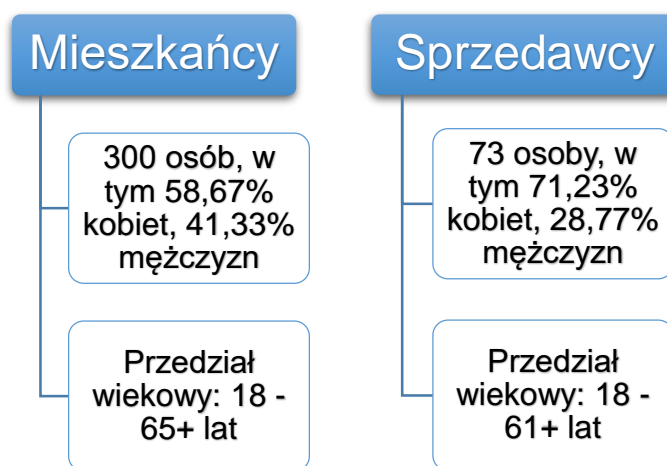 Mieszkańcy
300 osób, w
tym 58,67%
kobiet, 41,33%
mężczyzn
Przedział
wiekowy: 18 -
65+ lat
Sprzedawcy
73 osoby, w
tym 71,23%
kobiet, 28,77%
mężczyzn
Przedział
wiekowy: 18 -
61+ lat